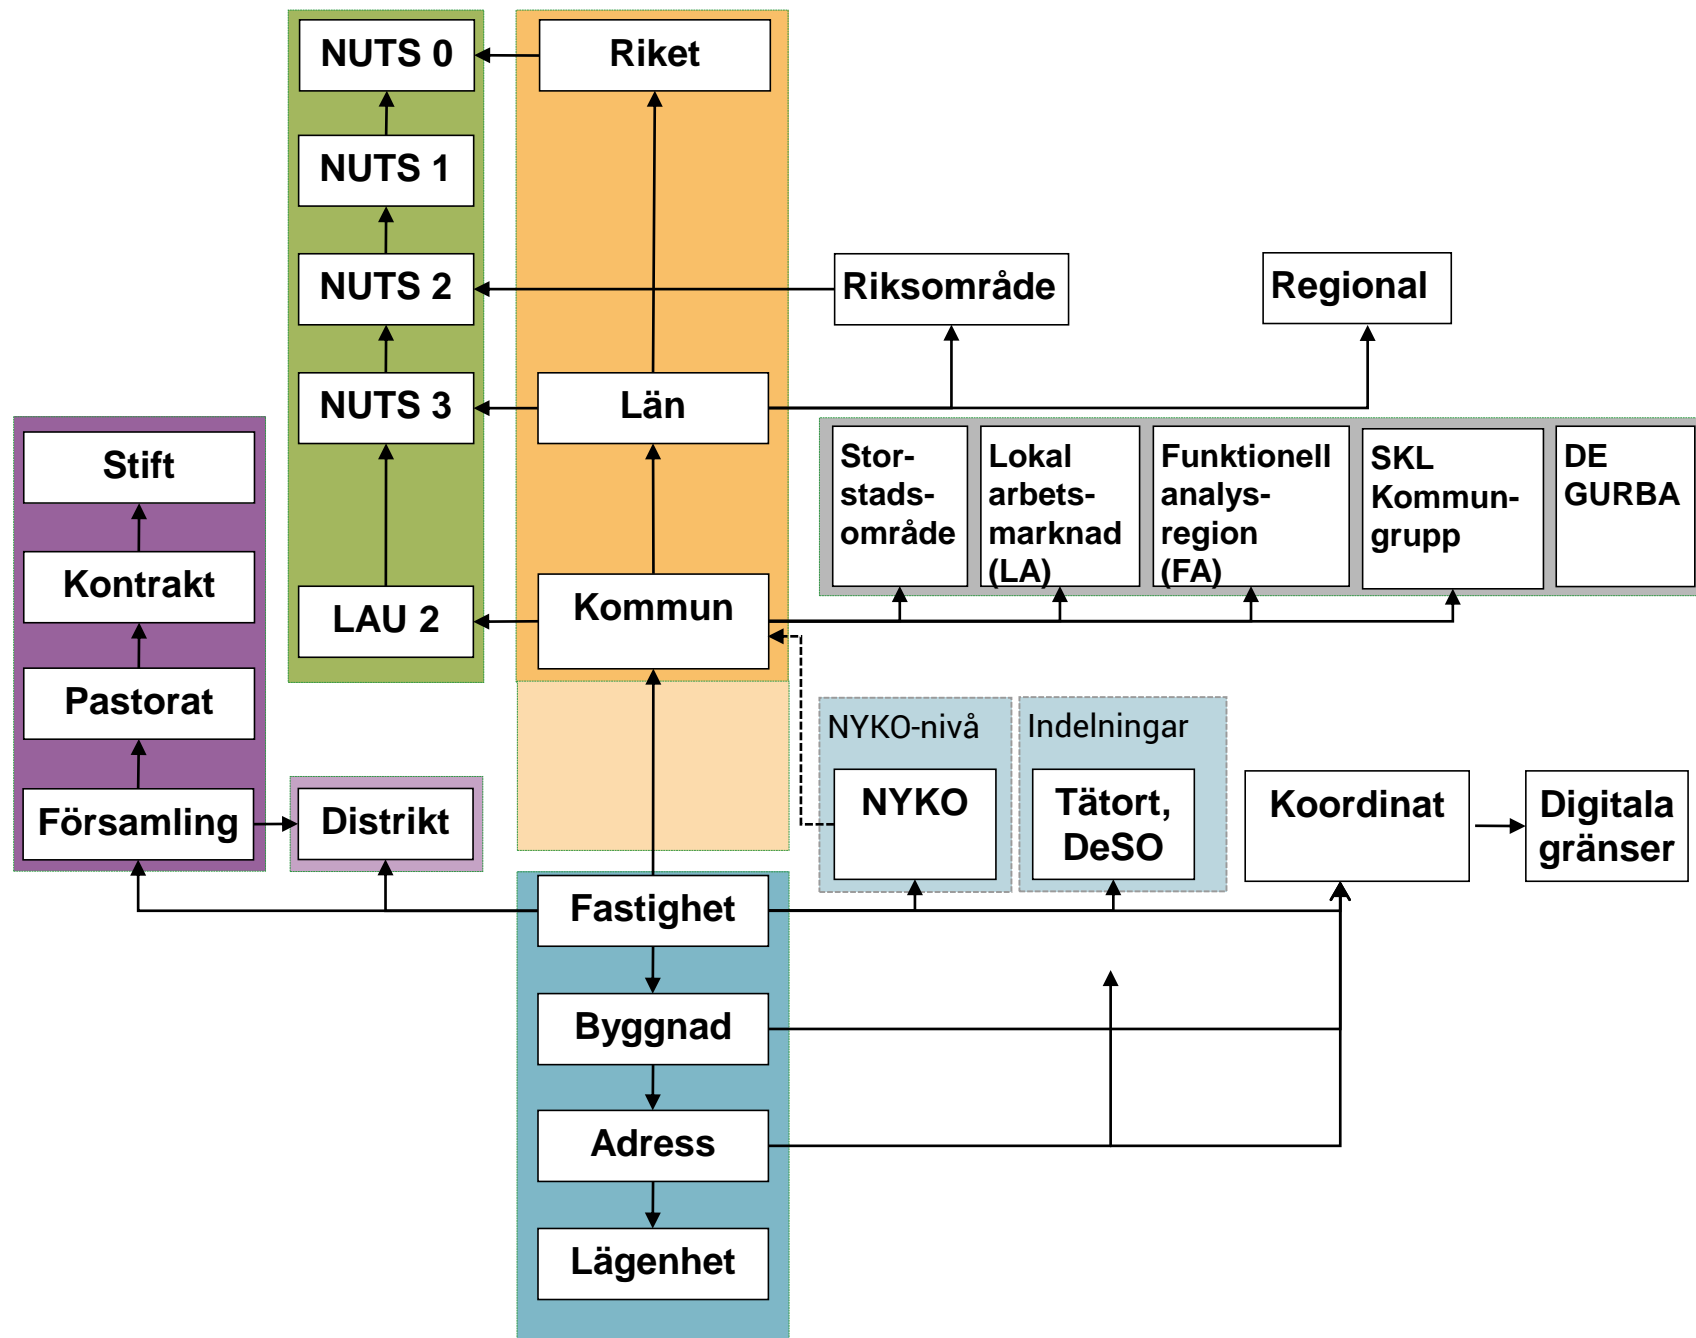 NUTS 0
Riket
NUTS 1
NUTS 2
Riksområde
Regional
NUTS 3
Län
Stift
Stor-
stads-
område
Lokal
arbets-
marknad
(LA)
Funktionell
analys-
region
(FA)
SKL
Kommun-
grupp
DE
GURBA
Kontrakt
LAU 2
Kommun
Pastorat
NYKO-nivå
Indelningar
Församling
Distrikt
NYKO
Tätort,
DeSO
Koordinat
Digitala
gränser
Fastighet
Byggnad
Adress
Lägenhet